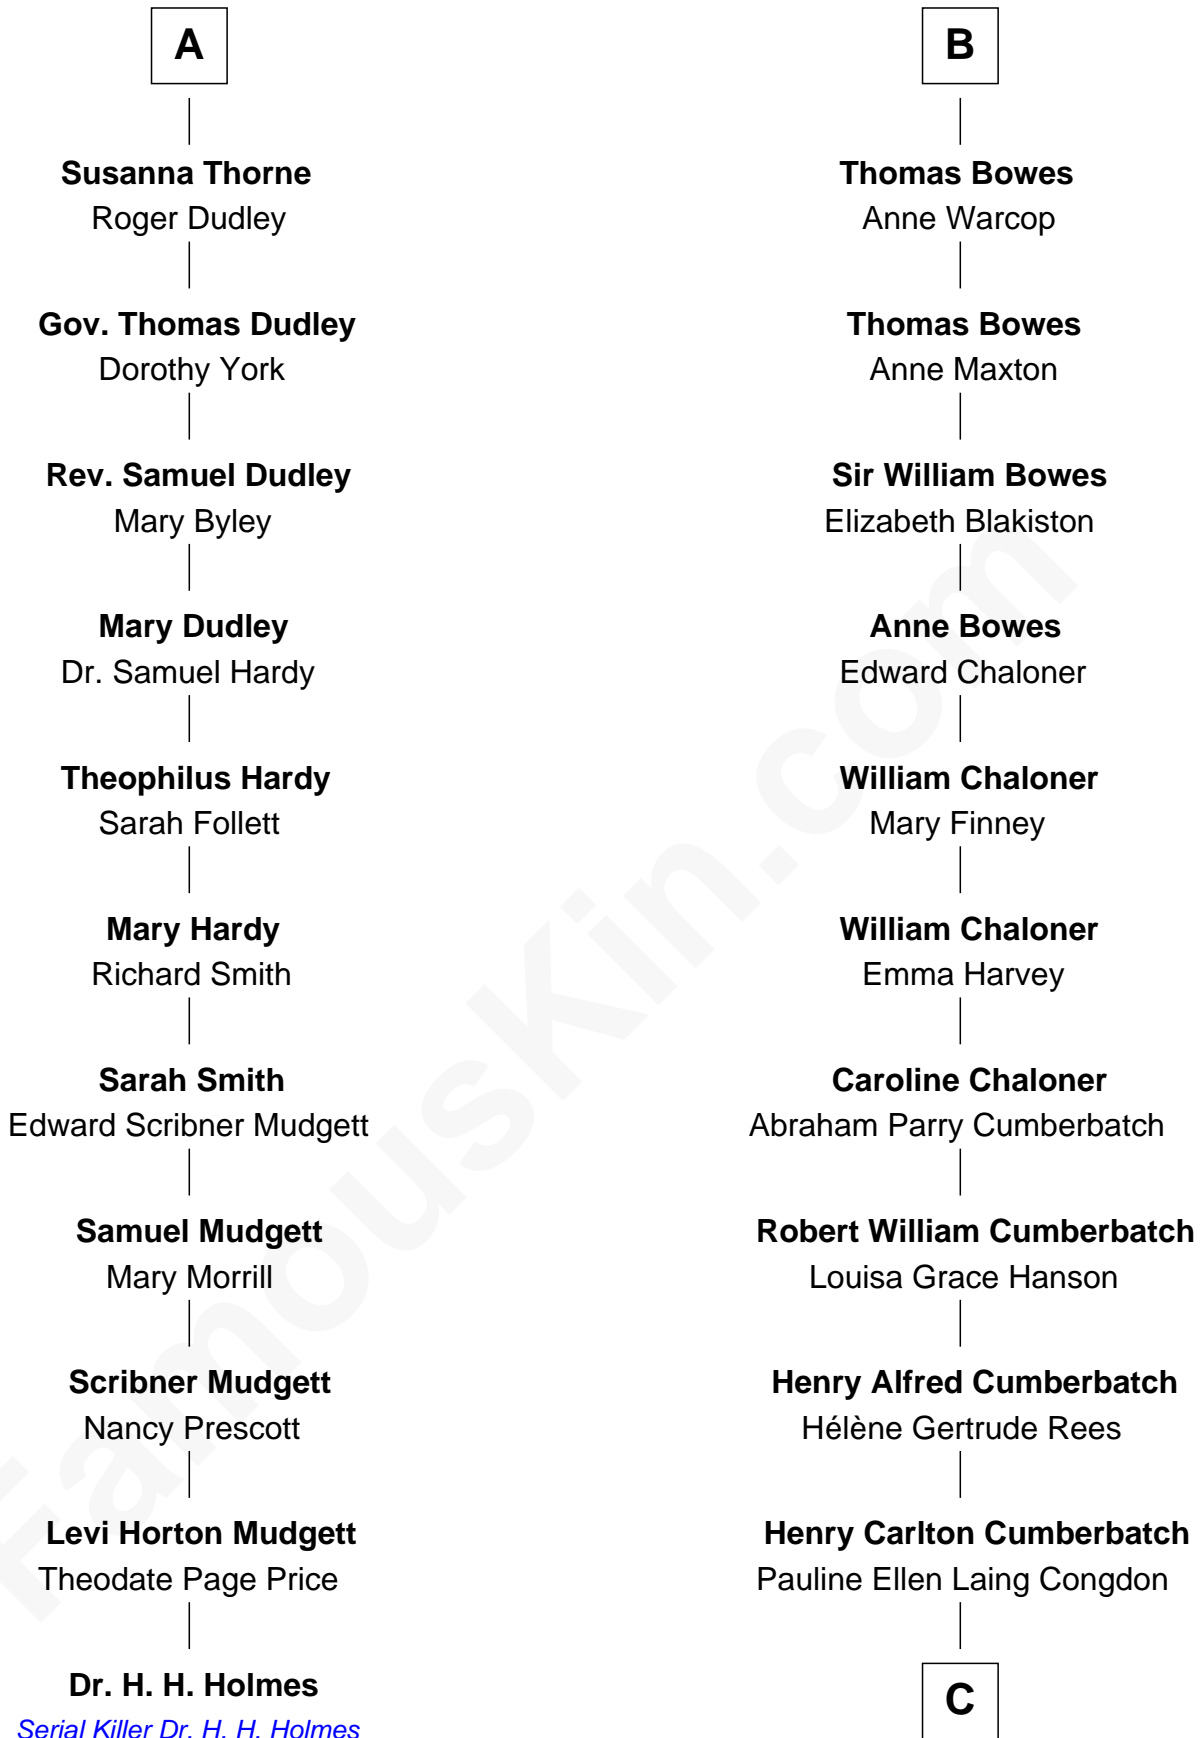 A
Susanna Thorne
Roger Dudley
Gov. Thomas Dudley
Dorothy York
Rev. Samuel Dudley
Mary Byley
Mary Dudley
Dr. Samuel Hardy
Theophilus Hardy
Sarah Follett
Mary Hardy
Richard Smith
Sarah Smith
Edward Scribner Mudgett
Samuel Mudgett
Mary Morrill
Scribner Mudgett
Nancy Prescott
Levi Horton Mudgett
Theodate Page Price
Dr. H. H. Holmes
Serial Killer Dr. H. H. Holmes
B
Thomas Bowes
Anne Warcop
Thomas Bowes
Anne Maxton
Sir William Bowes
Elizabeth Blakiston
Anne Bowes
Edward Chaloner
William Chaloner
Mary Finney
William Chaloner
Emma Harvey
Caroline Chaloner
Abraham Parry Cumberbatch
Robert William Cumberbatch
Louisa Grace Hanson
Henry Alfred Cumberbatch
Hélène Gertrude Rees
Henry Carlton Cumberbatch
Pauline Ellen Laing Congdon
C
FamousKin.com